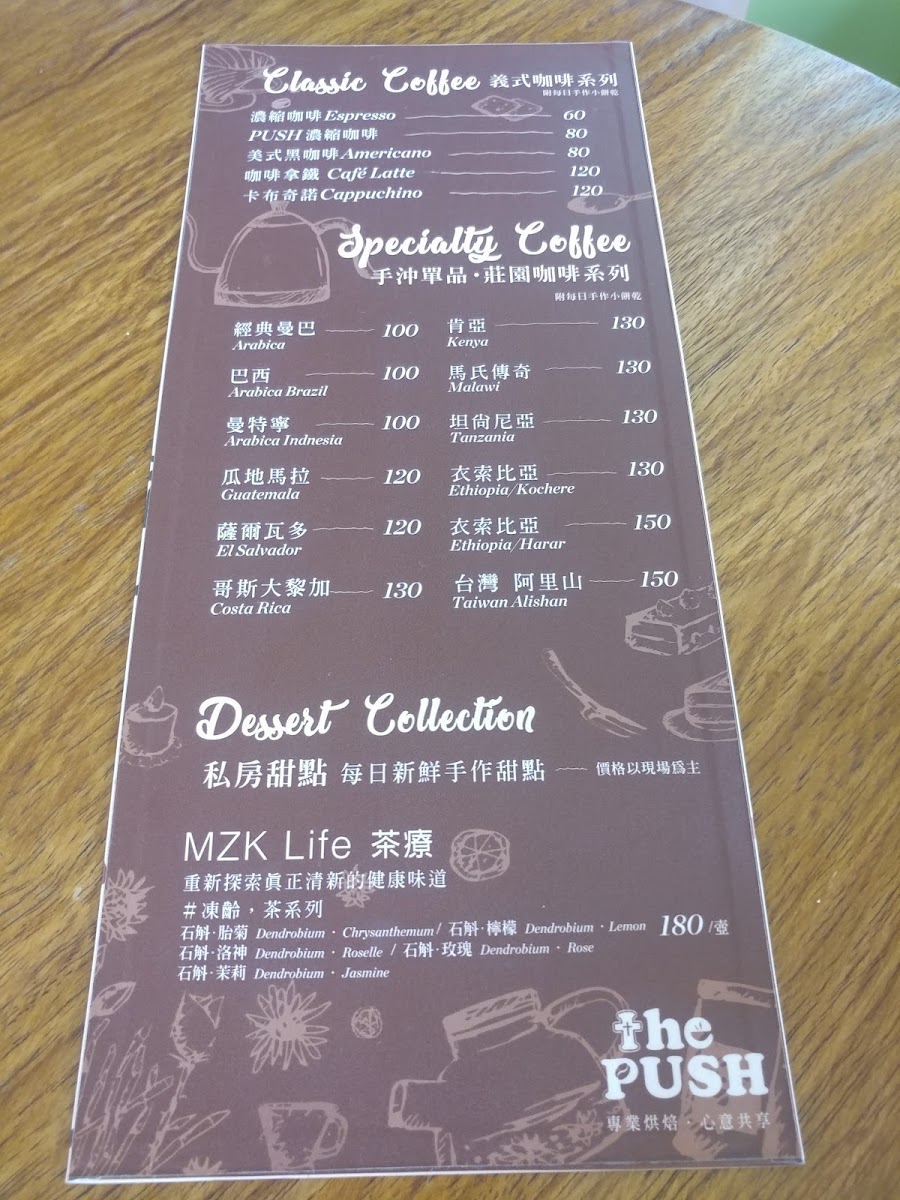 Classic Coffee 義式咖啡系列
附每日手作小餅乾
濃縮咖啡 Espresso 60
PUSH 濃縮咖啡 80
美式黑咖啡 Americano 80
咖啡拿鐵 Café Latte 120
卡布奇諾 Cappuchino 120
Specialty Coffee
手沖單品·莊園咖啡系列
附每日手作小餅乾
經典曼巴 100 肯亞 130
Arabica Kenya
巴西 100 馬氏傳奇 130
Arabica Brazil Malawi
曼特寧 100 坦尚尼亞 130
Arabica Indnesia Tanzania
瓜地馬拉 120 衣索比亞 130
Guatemala Ethiopia/Kochere
薩爾瓦多 120 衣索比亞 150
El Salvador Ethiopia/Harar
哥斯大黎加 130 台灣 阿里山 150
Costa Rica Taiwan Alishan
Dessert Collection
私房甜點 每日新鮮手作甜點 價格以現場為主
MZK Life 茶療
重新探索真正清新的健康味道
#凍齡,茶系列
石斛·胎菊 Dendrobium · Chrysanthemum / 石斛·檸檬 Dendrobium · Lemon 180/壺
石斛·洛神 Dendrobium · Roselle / 石斛·玫瑰 Dendrobium · Rose
石斛·茉莉 Dendrobium · Jasmine
the
PUSH
專業烘焙·心意共享